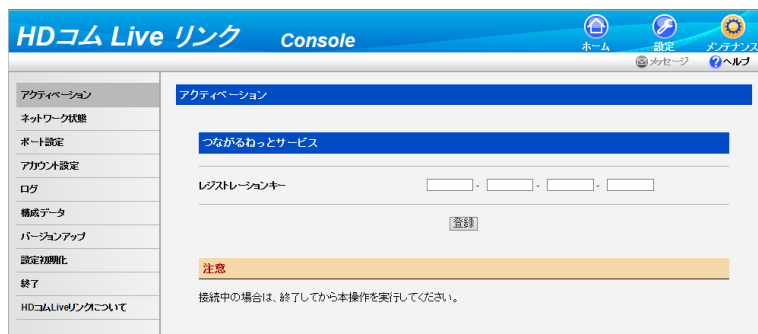 HDコム Live リンク Console
ホーム 設定 メンテナンス
メッセージ ヘルプ
アクティベーション
ネットワーク状態
ポート設定
アカウント設定
ログ
構成データ
バージョンアップ
設定初期化
終了
HDコムLiveリンクについて
アクティベーション
つながるねっとサービス
レジストレーションキー - - -
登録
注意
接続中の場合は、終了してから本操作を実行してください。